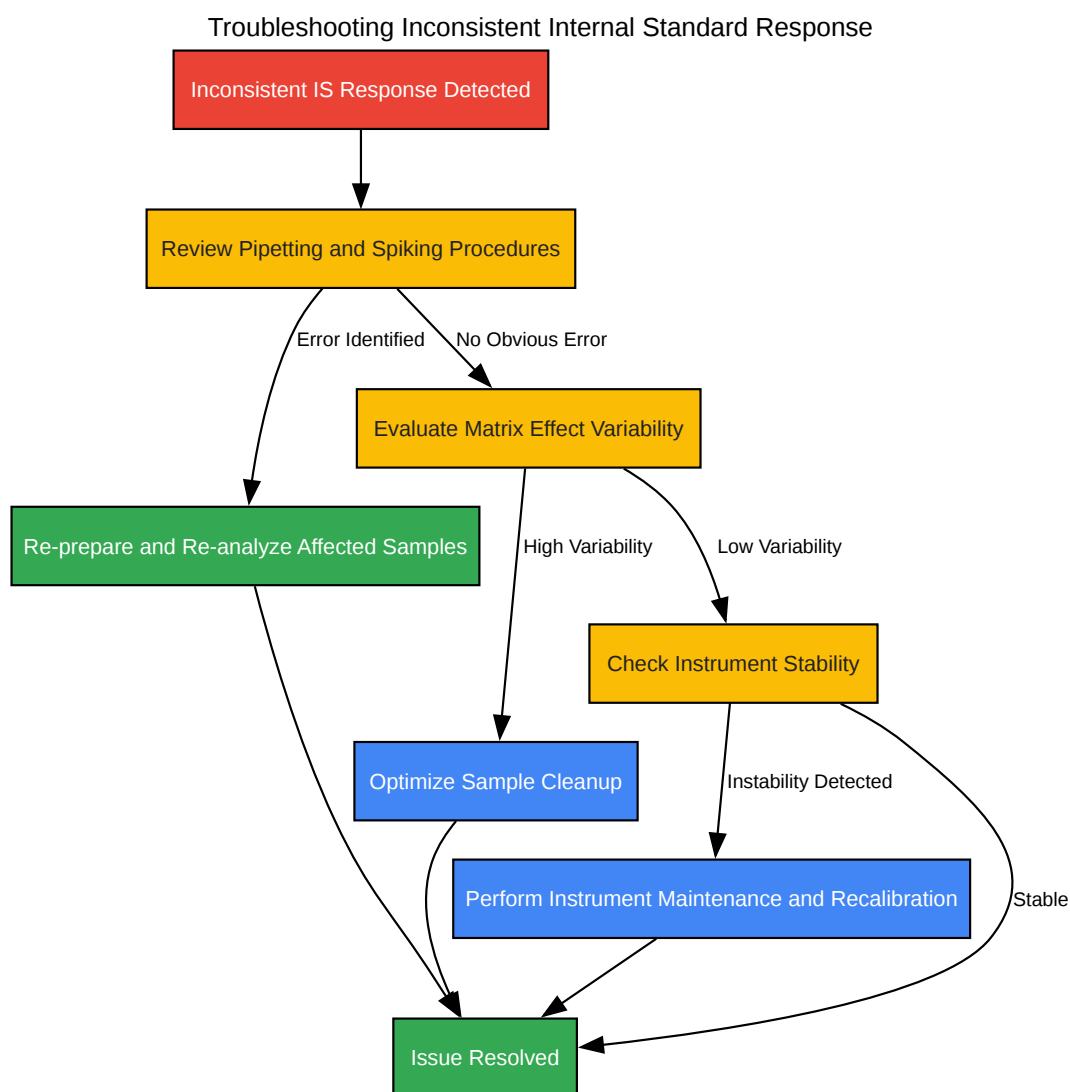 Troubleshooting Inconsistent Internal Standard Response
Inconsistent IS Response Detected
Review Pipetting and Spiking Procedures
Error Identified
No Obvious Error
Evaluate Matrix Effect Variability
Re-prepare and Re-analyze Affected Samples
High Variability
Low Variability
Check Instrument Stability
Optimize Sample Cleanup
Instability Detected
Perform Instrument Maintenance and Recalibration
Stable
Issue Resolved